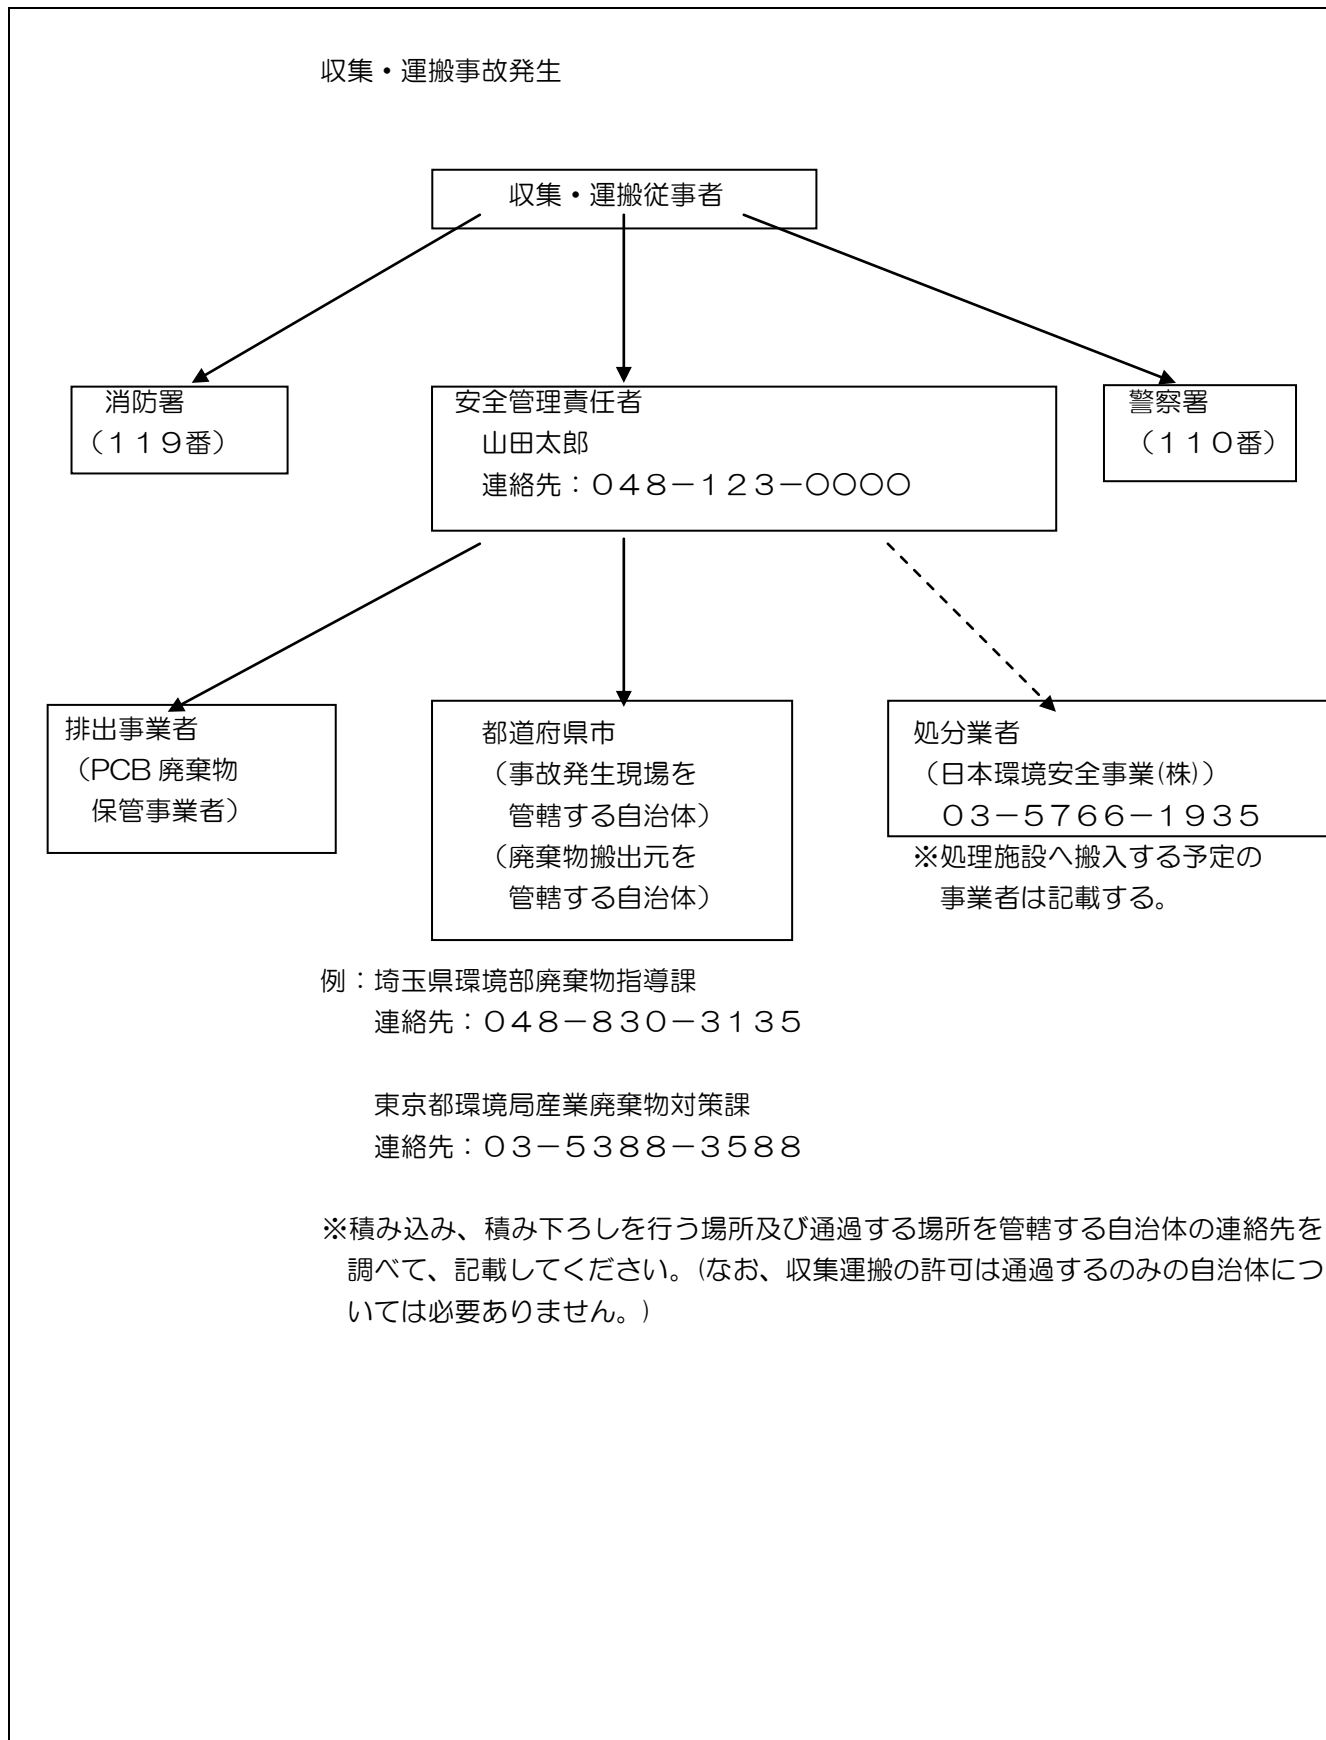 収集・運搬事故発生
収集・運搬従事者
消防署
（１１９番）
安全管理責任者
山田太郎
連絡先：０４８－１２３－〇〇〇〇
警察署
（１１０番）
排出事業者
（PCB 廃棄物
保管事業者）
都道府県市
（事故発生現場を
管轄する自治体）
（廃棄物搬出元を
管轄する自治体）
処分業者
（日本環境安全事業(株)）
０３－５７６６－１９３５
※処理施設へ搬入する予定の
事業者は記載する。
例：埼玉県環境部廃棄物指導課
連絡先：０４８－８３０－３１３５
東京都環境局産業廃棄物対策課
連絡先：０３－５３８８－３５８８
※積み込み、積み下ろしを行う場所及び通過する場所を管轄する自治体の連絡先を
調べて、記載してください。(なお、収集運搬の許可は通過するのみの自治体につ
いては必要ありません。)